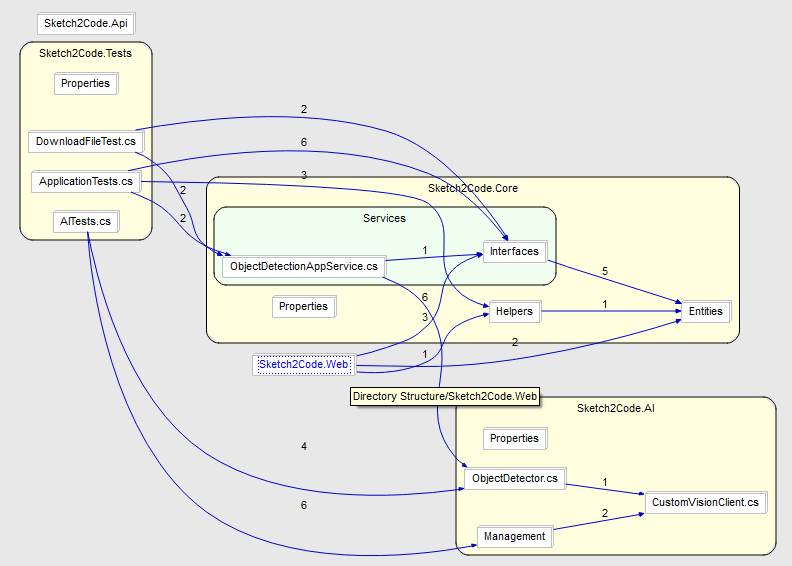 Sketch2Code.Api
Sketch2Code.Tests
Properties
2
DownloadFileTest.cs
6
ApplicationTests.cs
3
Sketch2Code.Core
2
AITests.cs
2
Services
Interfaces
1
ObjectDetectionAppService.cs
5
6
Properties
3
Helpers
1
Entities
2
1
Sketch2Code.Web
Directory Structure/Sketch2Code.Web
Sketch2Code.AI
Properties
4
ObjectDetector.cs
1
CustomVisionClient.cs
6
2
Management